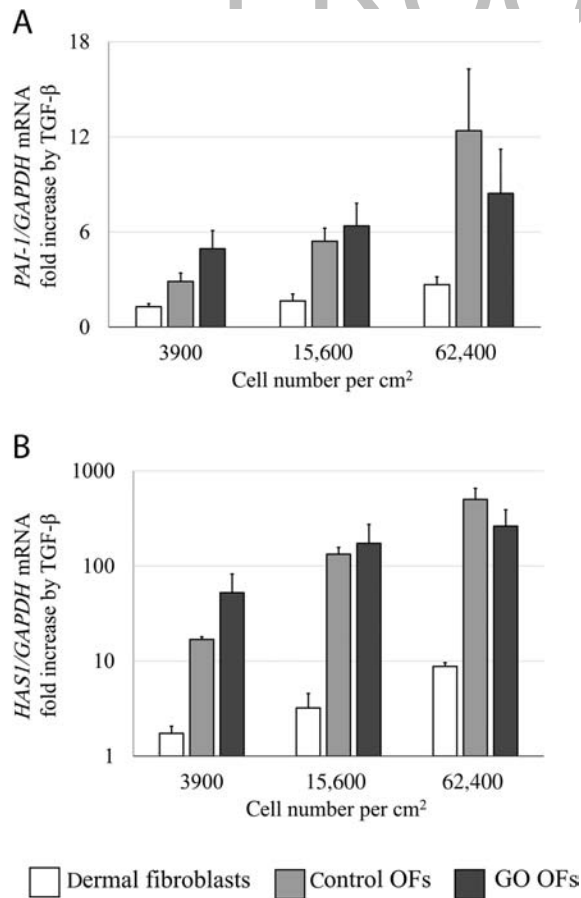 A
PAI-1/GAPDH mRNA
fold increase by TGF-β
18
12
6
0
3900 15,600 62,400
Cell number per cm²
B
HAS1/GAPDH mRNA
fold increase by TGF-β
1000
100
10
1
3900 15,600 62,400
Cell number per cm²
Dermal fibroblasts Control OFs GO OFs